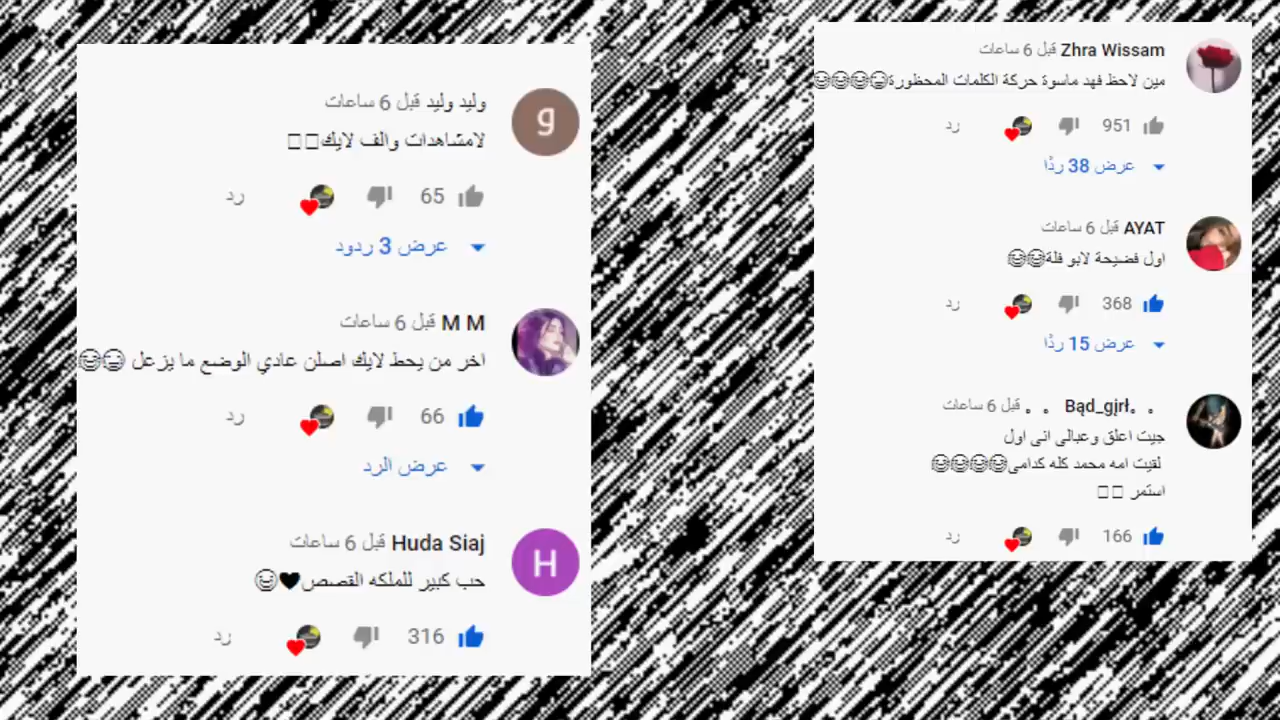 وليد وليد قبل 6 ساعات
g
لامشاهدات والف لايك
65
رد
عرض 3 ردود
M M قبل 6 ساعات
اخر من يحط لايك اصلن عادي الوضع ما يزعل 😂😂
66
رد
عرض الرد
Huda Siaj قبل 6 ساعات
H
حب كبير للملكه القصص🖤😂
316
رد
Zhra Wissam قبل 6 ساعات
مين لاحظ فهد ماسوة حركة الكلمات المحظورة😂😂😂😂
951
رد
عرض 38 ردًا
AYAT قبل 6 ساعات
اول فضيحة لابو فلة😂😂
368
رد
عرض 15 ردًا
。。Bąd_gįrł。。 قبل 6 ساعات
جيت اعلق وعبالى انى اول
لقيت امه محمد كله كدامى😂😂😂😂
استمر
166
رد